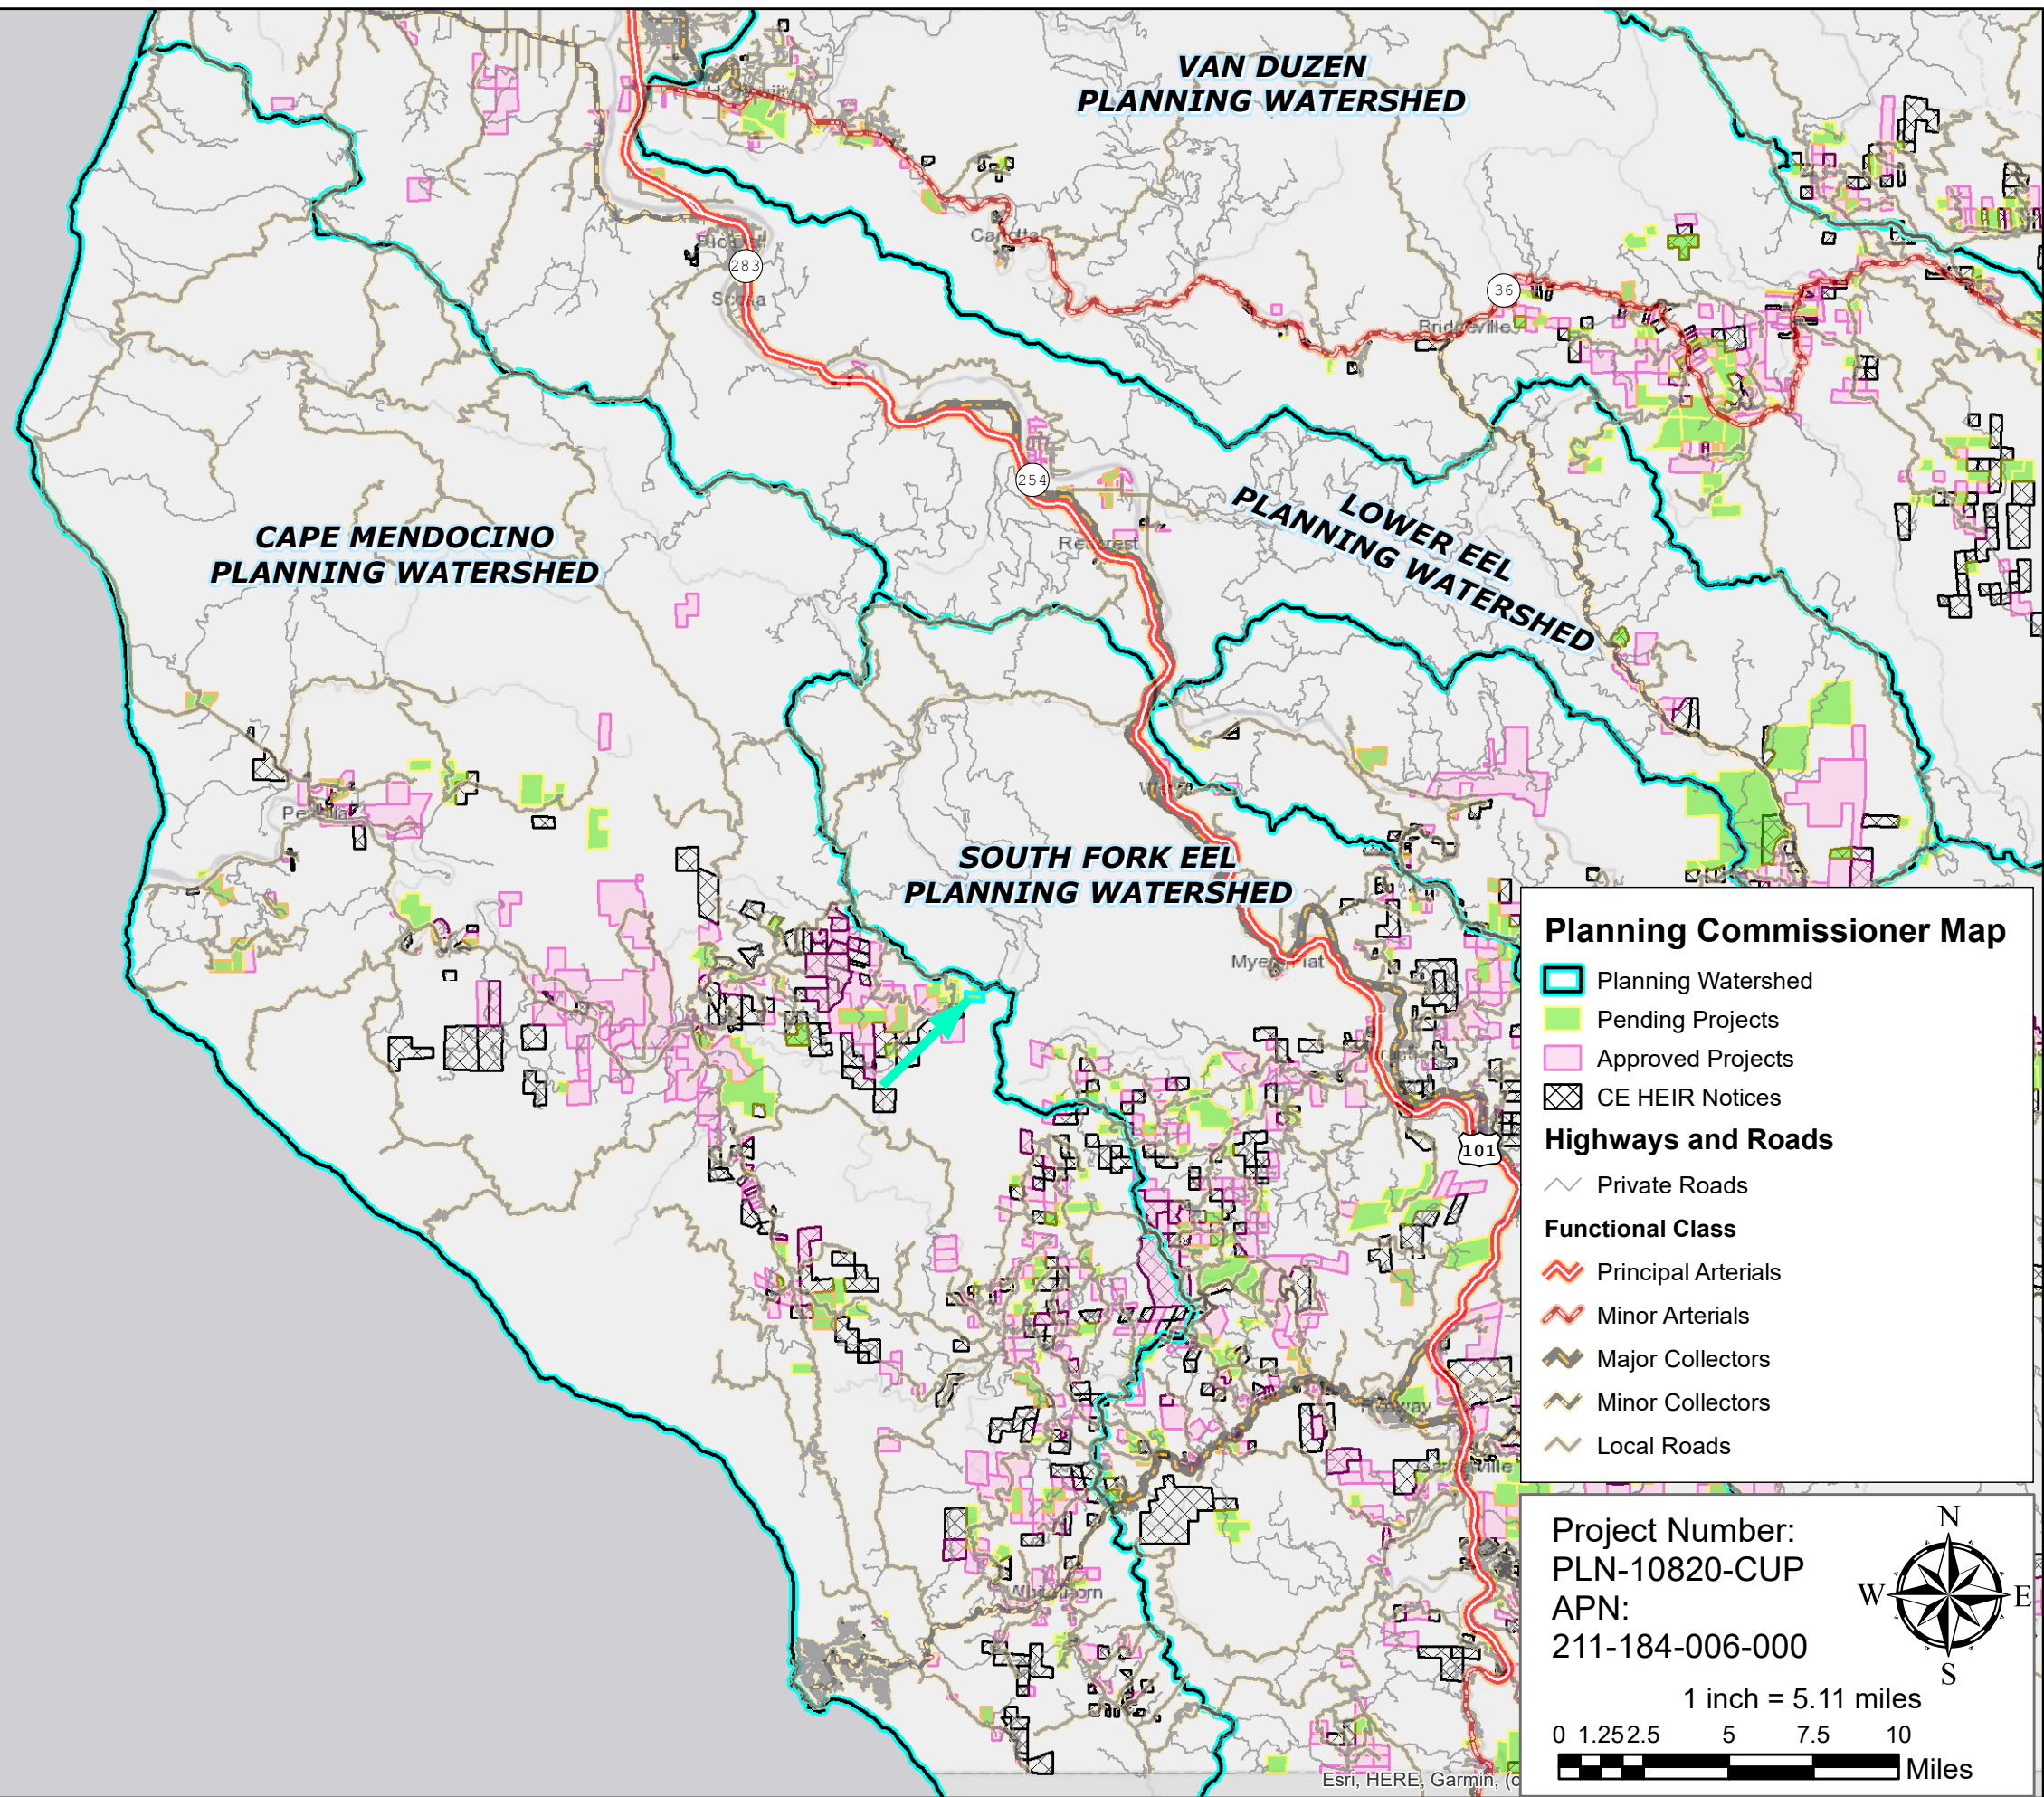 VAN DUZEN
PLANNING WATERSHED
283
36
Bridgeville
254
Redcrest
LOWER EEL
PLANNING WATERSHED
CAPE MENDOCINO
PLANNING WATERSHED
SOUTH FORK EEL
PLANNING WATERSHED
101
Planning Commissioner Map
Planning Watershed
Pending Projects
Approved Projects
CE HEIR Notices
Highways and Roads
Private Roads
Functional Class
Principal Arterials
Minor Arterials
Major Collectors
Minor Collectors
Local Roads
Project Number:
PLN-10820-CUP
APN:
211-184-006-000
N
W
E
S
1 inch = 5.11 miles
0 1.25 2.5 5 7.5 10
Miles
Esri, HERE, Garmin, (c